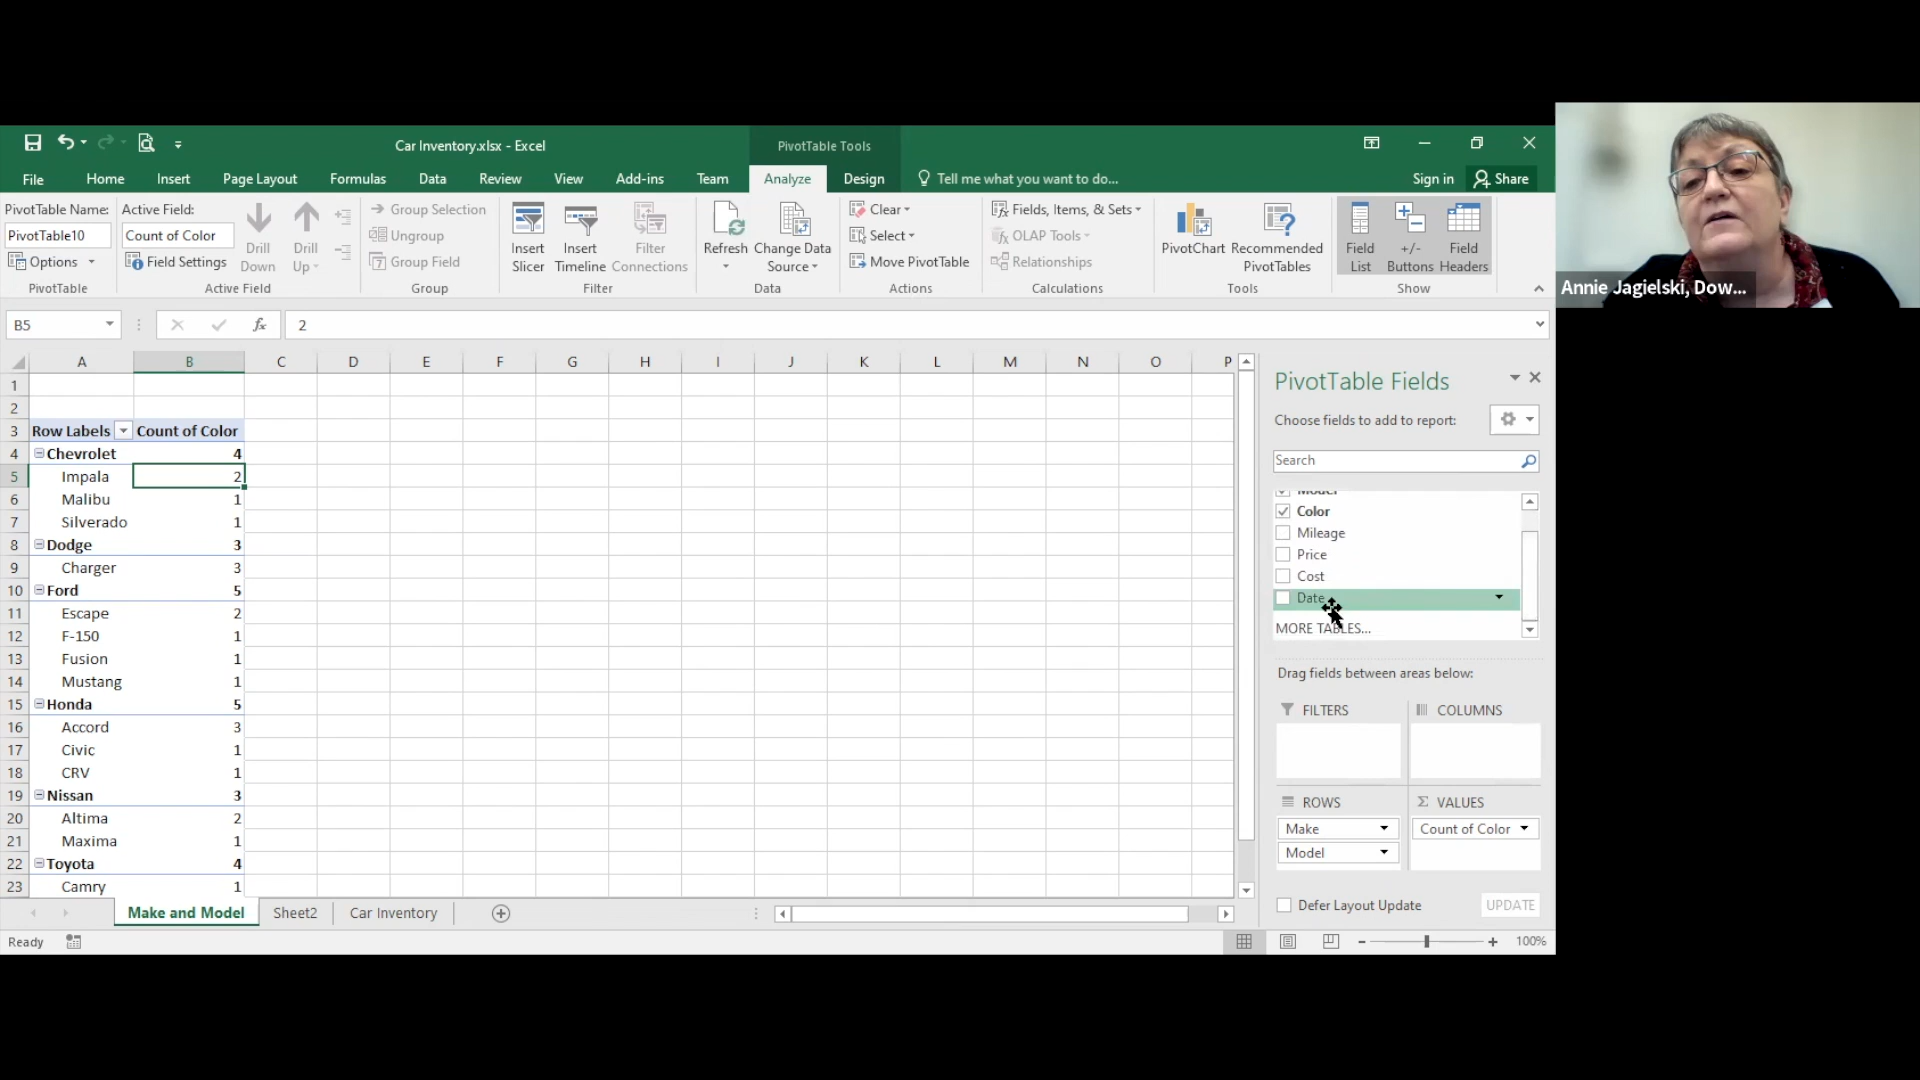 Car Inventory.xlsx - Excel
PivotTable Tools
File Home Insert Page Layout Formulas Data Review View Add-ins Team Analyze Design Tell me what you want to do... Sign in Share
PivotTable Name:
PivotTable10
Options
PivotTable
Active Field:
Count of Color
Field Settings
Drill Down
Drill Up
Active Field
Group Selection
Ungroup
Group Field
Group
Insert Slicer
Insert Timeline
Filter Connections
Filter
Refresh
Change Data Source
Data
Clear
Select
Move PivotTable
Actions
Fields, Items, & Sets
OLAP Tools
Relationships
Calculations
PivotChart
Recommended PivotTables
Tools
Field List
+/- Buttons
Field Headers
Show
Annie Jagielski, Dow...
B5 fx 2
A B C D E F G H I J K L M N O P
1
2
3 Row Labels Count of Color
4 Chevrolet 4
5 Impala 2
6 Malibu 1
7 Silverado 1
8 Dodge 3
9 Charger 3
10 Ford 5
11 Escape 2
12 F-150 1
13 Fusion 1
14 Mustang 1
15 Honda 5
16 Accord 3
17 Civic 1
18 CRV 1
19 Nissan 3
20 Altima 2
21 Maxima 1
22 Toyota 4
23 Camry 1
PivotTable Fields
Choose fields to add to report:
Search
Model
Color
Mileage
Price
Cost
Date
MORE TABLES...
Drag fields between areas below:
FILTERS
COLUMNS
ROWS
Make
Model
VALUES
Count of Color
Defer Layout Update
UPDATE
Make and Model Sheet2 Car Inventory
Ready
100%